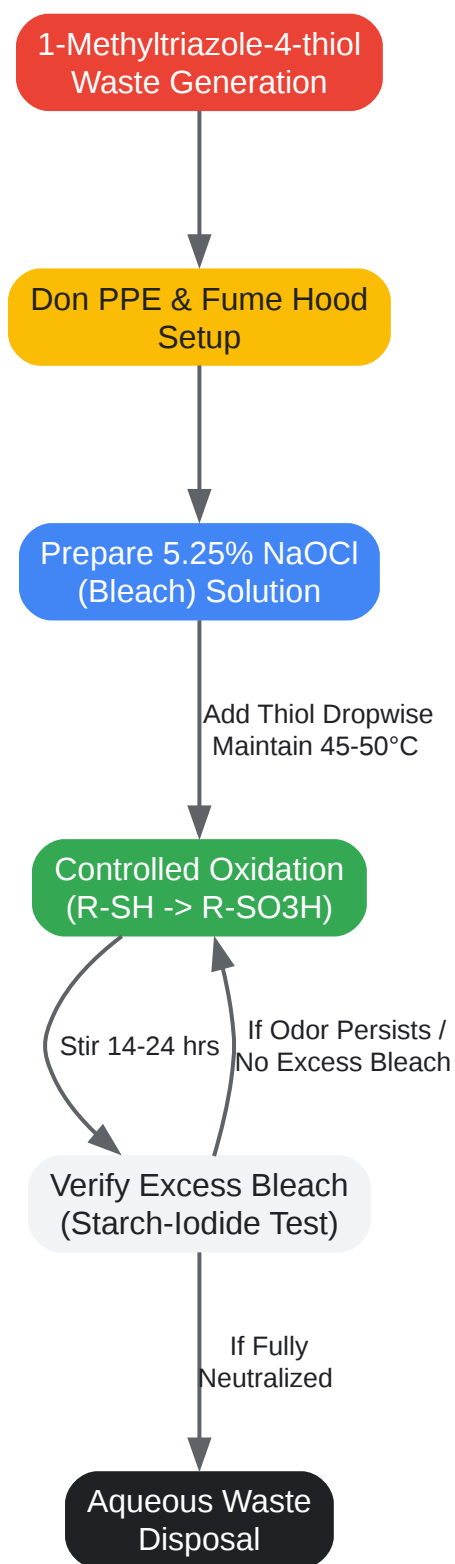 1-Methyltriazole-4-thiol
Waste Generation
Don PPE & Fume Hood
Setup
Prepare 5.25% NaOCl
(Bleach) Solution
Add Thiol Dropwise
Maintain 45-50°C
Controlled Oxidation
(R-SH -> R-SO3H)
Stir 14-24 hrs
If Odor Persists /
No Excess Bleach
Verify Excess Bleach
(Starch-Iodide Test)
If Fully
Neutralized
Aqueous Waste
Disposal